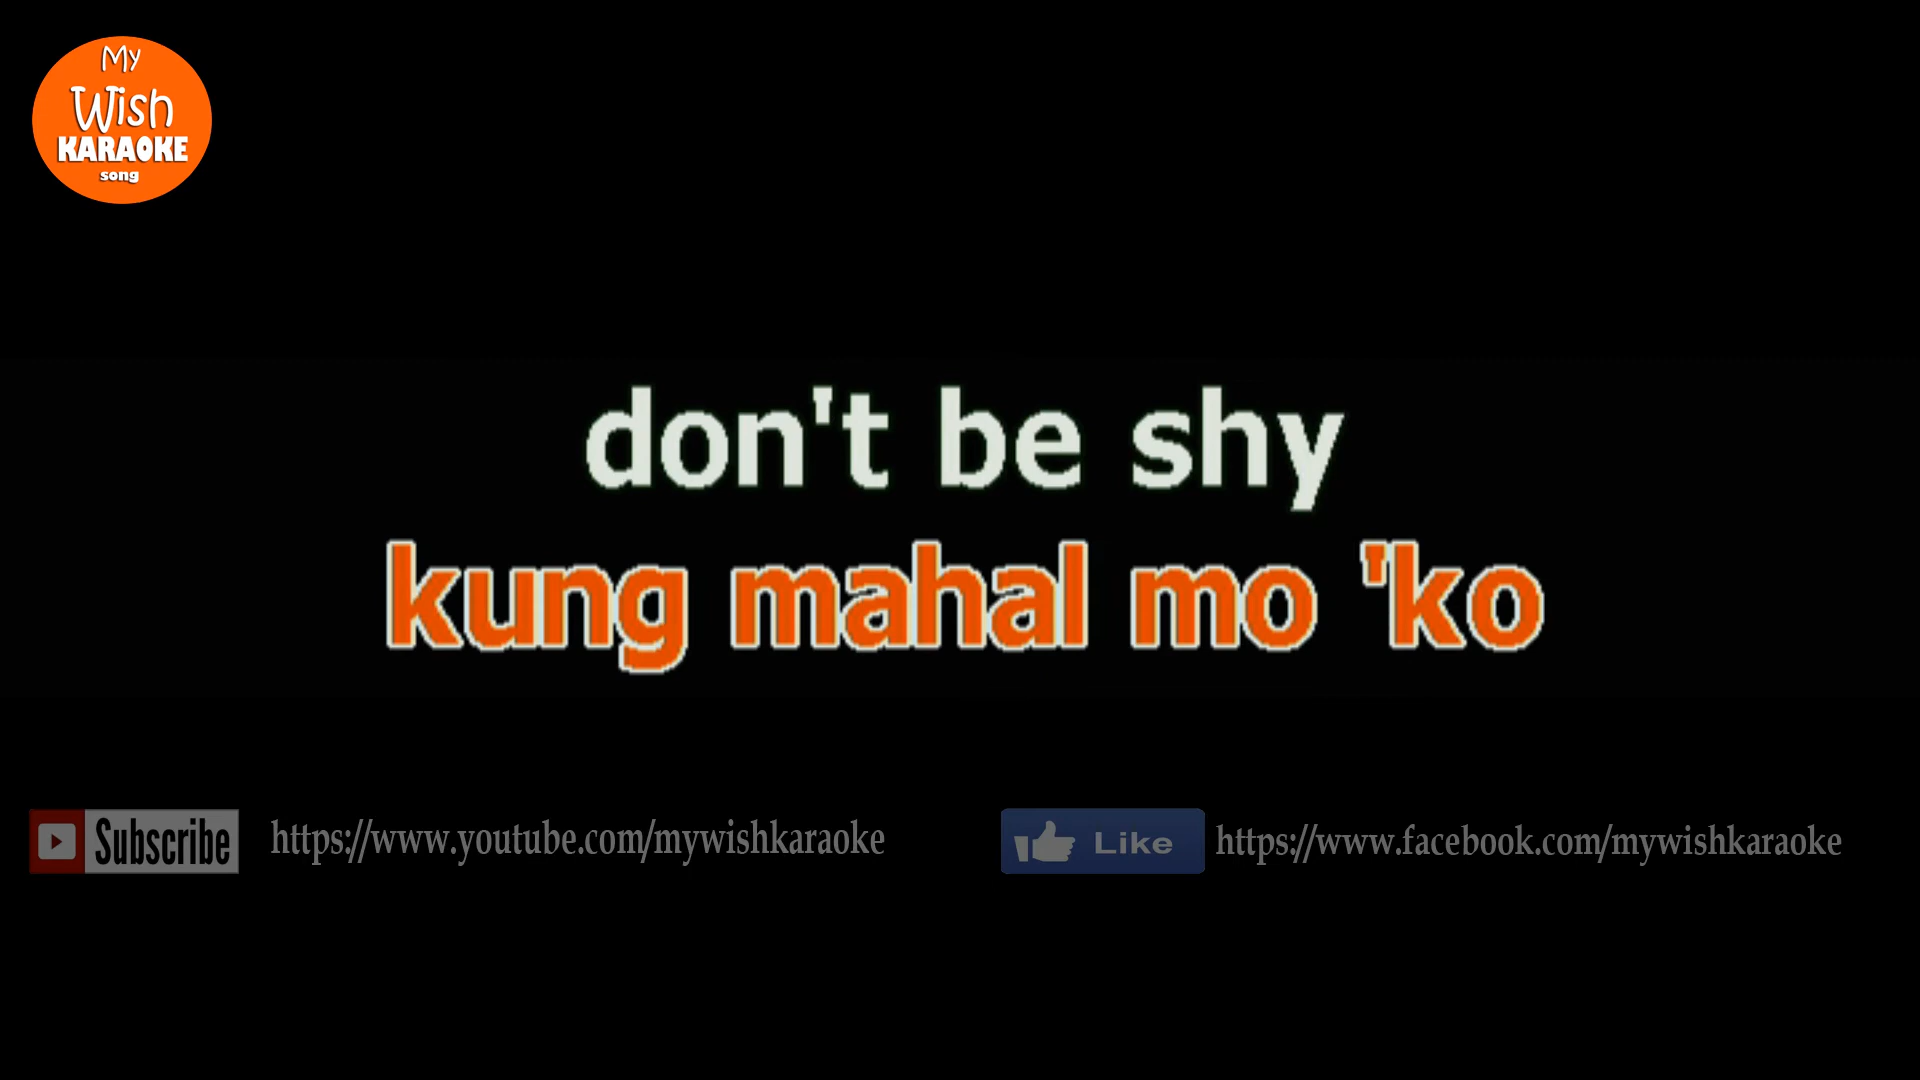 My
Wish
KARAOKE
song
don't be shy
kung mahal mo 'ko
Subscribe https://www.youtube.com/mywishkaraoke
Like https://www.facebook.com/mywishkaraoke